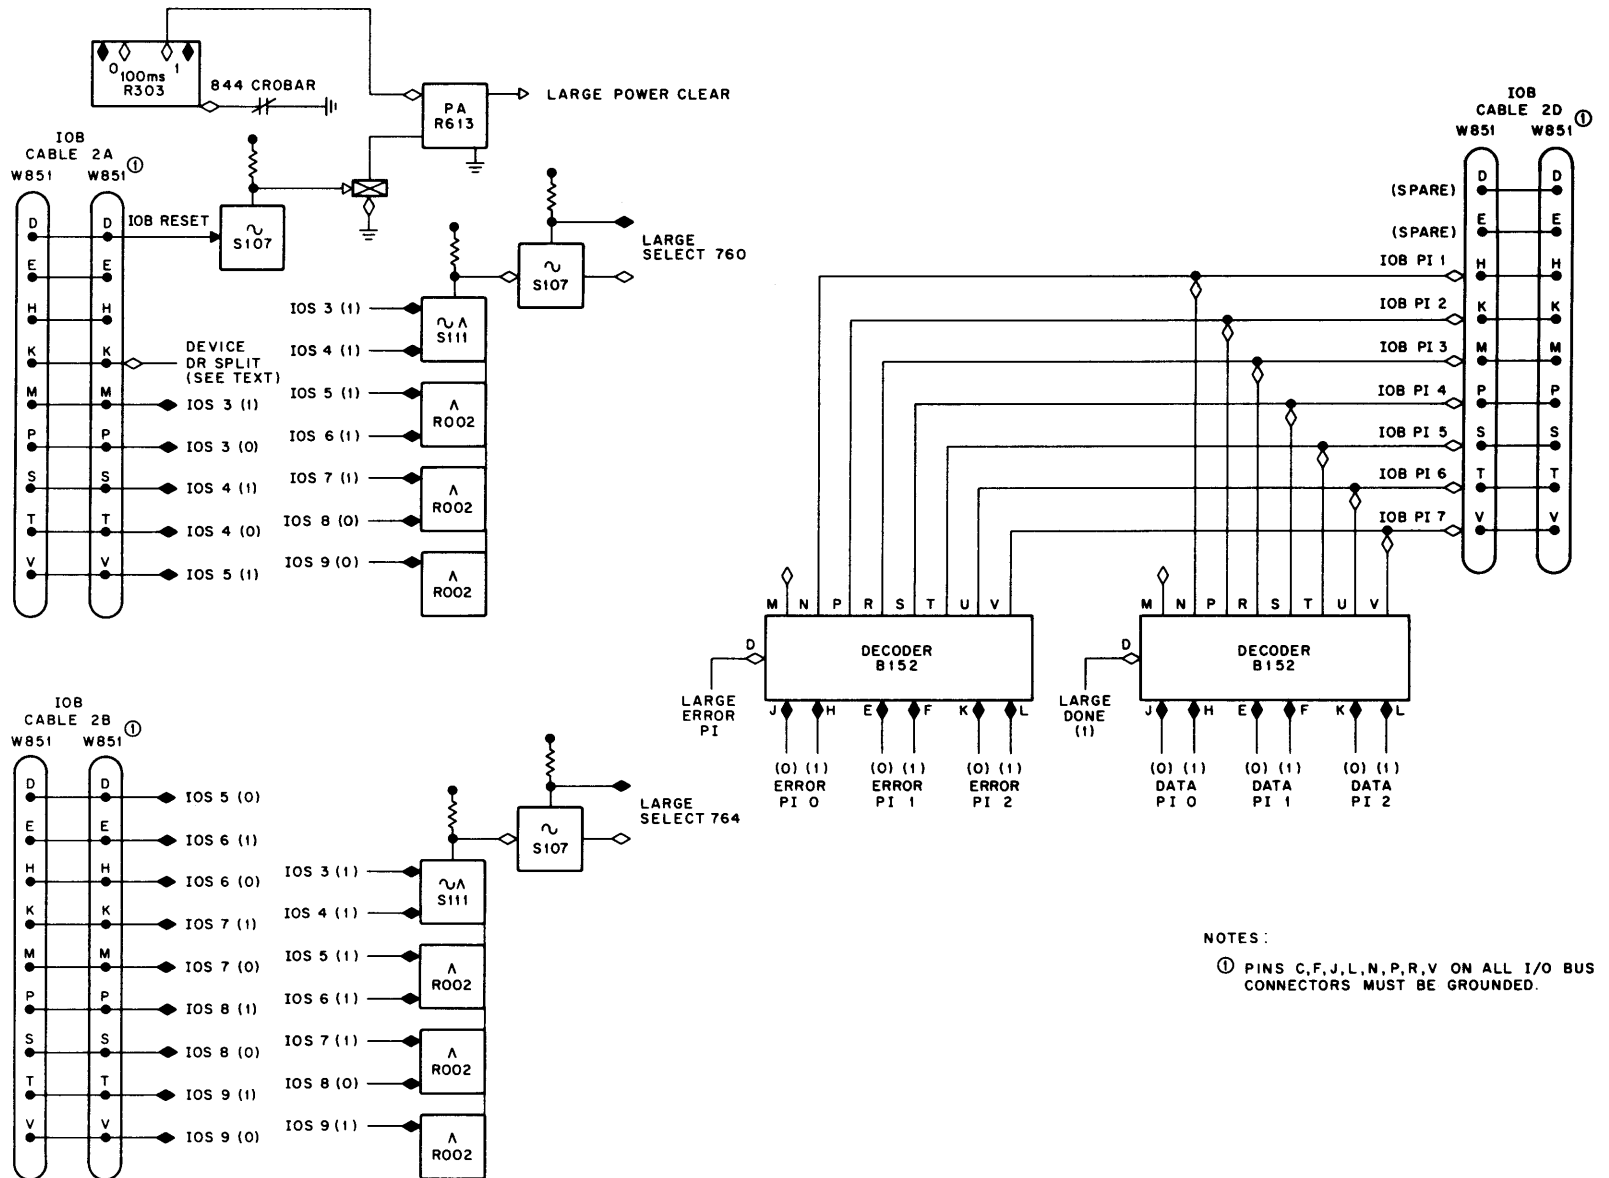 0 1
100ms
R303
844 CROBAR
PA
R613
LARGE POWER CLEAR
IOB
CABLE 2A
W851 W851 ①
D D
E E
H H
K K
M M
P P
S S
T T
V V
IOB RESET
∿
S107
DEVICE
DR SPLIT
(SEE TEXT)
IOS 3 (1)
IOS 3 (0)
IOS 4 (1)
IOS 4 (0)
IOS 5 (1)
IOS 3 (1)
IOS 4 (1)
IOS 5 (1)
IOS 6 (1)
IOS 7 (1)
IOS 8 (0)
IOS 9 (0)
∿ ∧
S111
∧
R002
∧
R002
∧
R002
∿
S107
LARGE
SELECT 760
IOB
CABLE 2D
W851 W851 ①
(SPARE) D D
(SPARE) E E
IOB PI 1 H H
IOB PI 2 K K
IOB PI 3 M M
IOB PI 4 P P
IOB PI 5 S S
IOB PI 6 T T
IOB PI 7 V V
M N P R S T U V
D
DECODER
B152
LARGE
ERROR
PI
J H E F K L
(0) (1) (0) (1) (0) (1)
ERROR ERROR ERROR
PI 0 PI 1 PI 2
M N P R S T U V
D
DECODER
B152
LARGE
DONE
(1)
J H E F K L
(0) (1) (0) (1) (0) (1)
DATA DATA DATA
PI 0 PI 1 PI 2
IOB
CABLE 2B
W851 W851 ①
D D IOS 5 (0)
E E IOS 6 (1)
H H IOS 6 (0)
K K IOS 7 (1)
M M IOS 7 (0)
P P IOS 8 (1)
S S IOS 8 (0)
T T IOS 9 (1)
V V IOS 9 (0)
IOS 3 (1)
IOS 4 (1)
IOS 5 (1)
IOS 6 (1)
IOS 7 (1)
IOS 8 (0)
IOS 9 (1)
∿ ∧
S111
∧
R002
∧
R002
∧
R002
∿
S107
LARGE
SELECT 764
NOTES:
① PINS C,F,J,L,N,P,R,V ON ALL I/O BUS
CONNECTORS MUST BE GROUNDED.